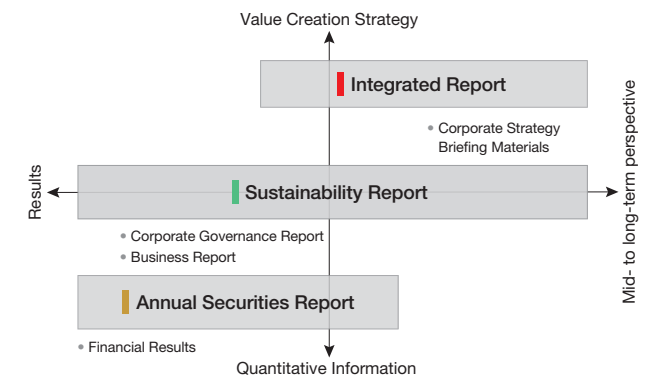 Value Creation Strategy
Integrated Report
• Corporate Strategy
Briefing Materials
Mid- to long-term perspective
Results
Sustainability Report
• Corporate Governance Report
• Business Report
Annual Securities Report
• Financial Results
Quantitative Information